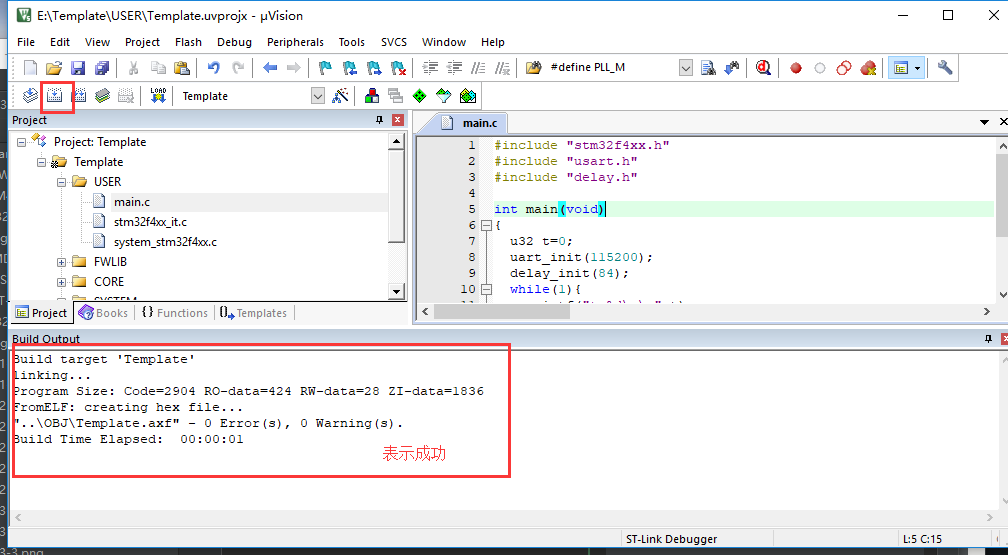 E:\Template\USER\Template.uvprojx - µVision
File Edit View Project Flash Debug Peripherals Tools SVCS Window Help
#define PLL_M
LOAD
Template
Project
Project: Template
Template
USER
main.c
stm32f4xx_it.c
system_stm32f4xx.c
FWLIB
CORE
SYSTEM
Project Books {} Functions Templates
main.c
1 #include "stm32f4xx.h"
2 #include "usart.h"
3 #include "delay.h"
4
5 int main(void)
6 {
7 u32 t=0;
8 uart_init(115200);
9 delay_init(84);
10 while(1){
Build Output
Build target 'Template'
linking...
Program Size: Code=2904 RO-data=424 RW-data=28 ZI-data=1836
FromELF: creating hex file...
"..\OBJ\Template.axf" - 0 Error(s), 0 Warning(s).
Build Time Elapsed: 00:00:01
表示成功
ST-Link Debugger L:5 C:15